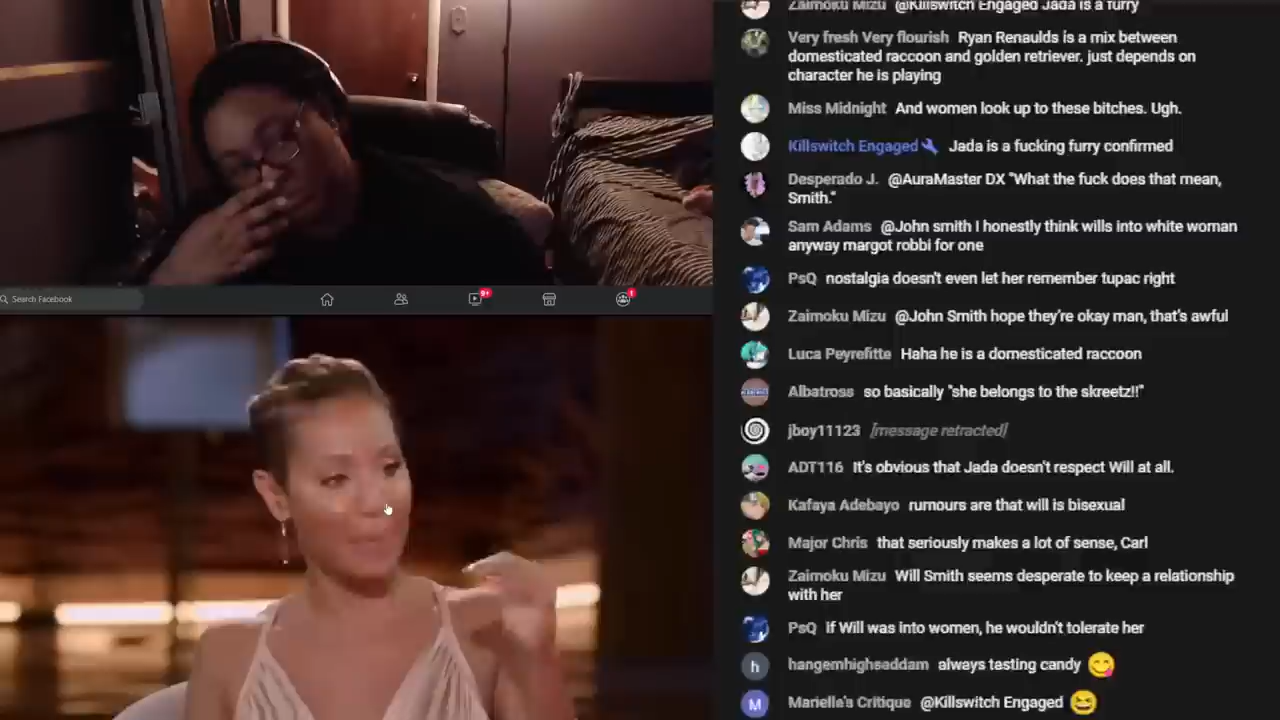 Zaimoku Mizu @Killswitch Engaged Jada is a furry
Very fresh Very flourish Ryan Renaulds is a mix between
domesticated raccoon and golden retriever. just depends on
character he is playing
Miss Midnight And women look up to these bitches. Ugh.
Killswitch Engaged Jada is a fucking furry confirmed
Desperado J. @AuraMaster DX "What the fuck does that mean,
Smith."
Sam Adams @John smith I honestly think wills into white woman
anyway margot robbi for one
PsQ nostalgia doesn't even let her remember tupac right
Search Facebook
9+
1
Zaimoku Mizu @John Smith hope they're okay man, that's awful
Luca Peyrefitte Haha he is a domesticated raccoon
Albatross so basically "she belongs to the skreetz!!"
jboy11123 [message retracted]
ADT116 It's obvious that Jada doesn't respect Will at all.
Kafaya Adebayo rumours are that will is bisexual
Major Chris that seriously makes a lot of sense, Carl
Zaimoku Mizu Will Smith seems desperate to keep a relationship
with her
PsQ if Will was into women, he wouldn't tolerate her
h hangemhighsaddam always tasting candy 😋
M Marielle's Critique @Killswitch Engaged 😆